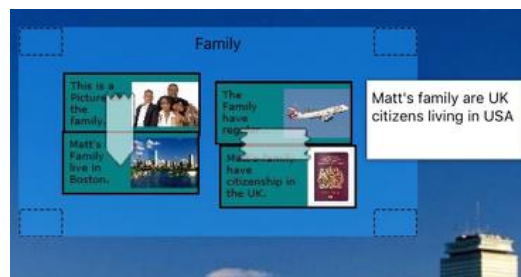 Family
This is a
Picture
the
family.
Matt's
Family
live in
Boston.
The
Family
have
regular
family
have
citizenship in
the UK.
Matt's family are UK
citizens living in USA